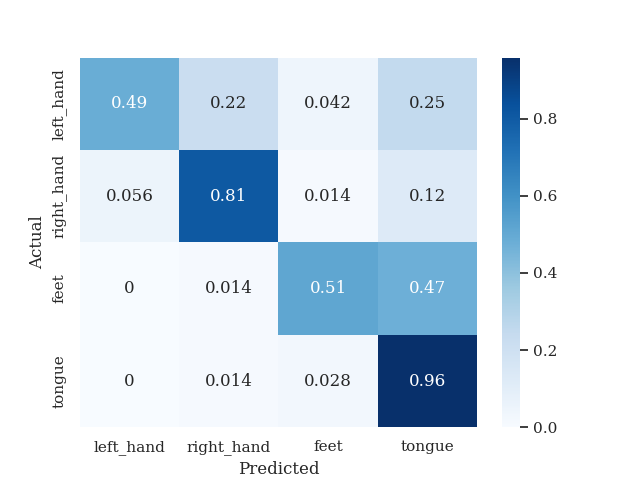 left_hand 0.49 0.22 0.042 0.25
right_hand 0.056 0.81 0.014 0.12
feet 0 0.014 0.51 0.47
tongue 0 0.014 0.028 0.96
Actual
left_hand right_hand feet tongue
Predicted
0.8
0.6
0.4
0.2
0.0